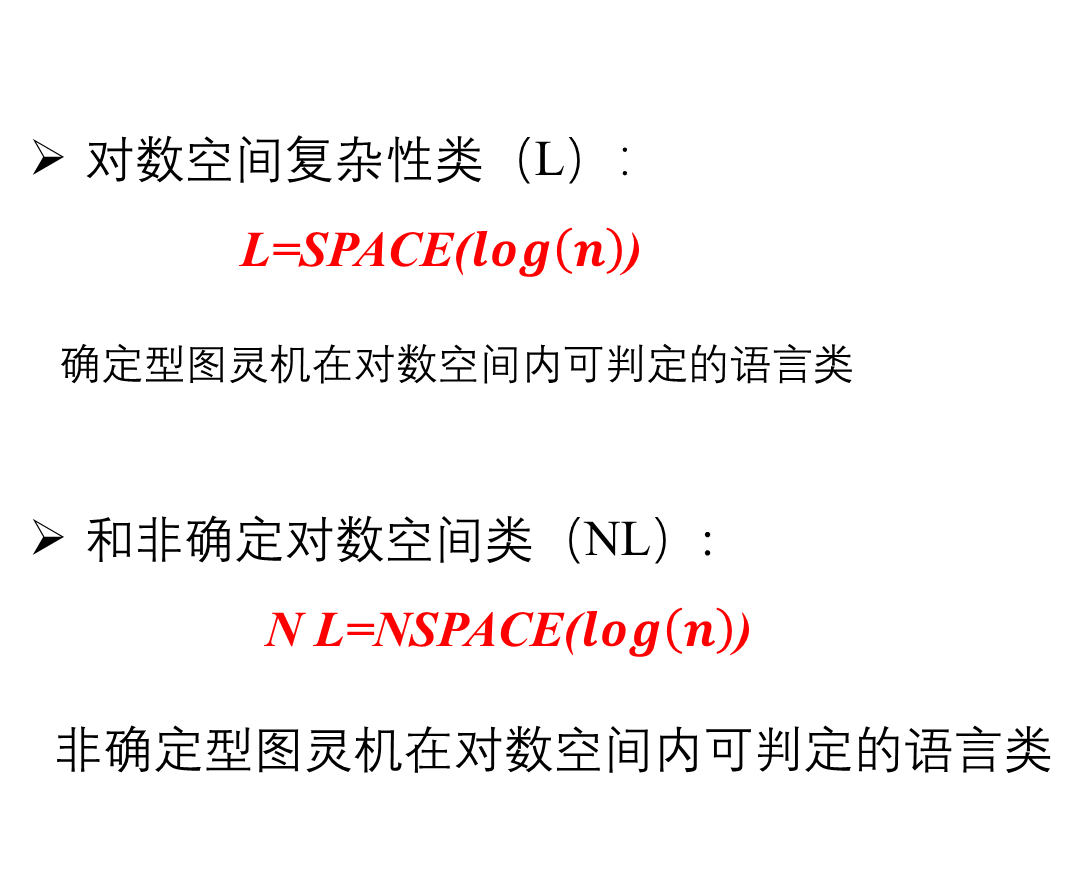 ➢ 对数空间复杂性类（L）:
L=SPACE(log(n))
确定型图灵机在对数空间内可判定的语言类
➢ 和非确定对数空间类（NL）:
N L=NSPACE(log(n))
非确定型图灵机在对数空间内可判定的语言类